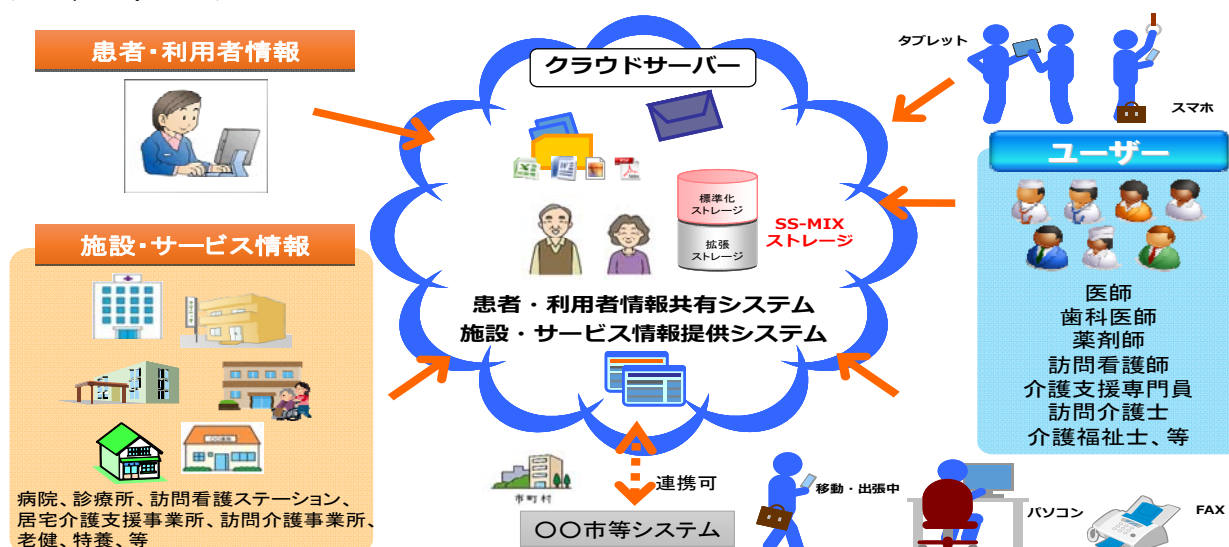 患者・利用者情報
クラウドサーバー
タブレット
スマホ
ユーザー
標準化
ストレージ
拡張
ストレージ
SS-MIX
ストレージ
施設・サービス情報
患者・利用者情報共有システム
施設・サービス情報提供システム
医師
歯科医師
薬剤師
訪問看護師
介護支援専門員
訪問介護士
介護福祉士、等
病院、診療所、訪問看護ステーション、
居宅介護支援事業所、訪問介護事業所、
老健、特養、等
市町村
連携可
〇〇市等システム
移動・出張中
パソコン
FAX